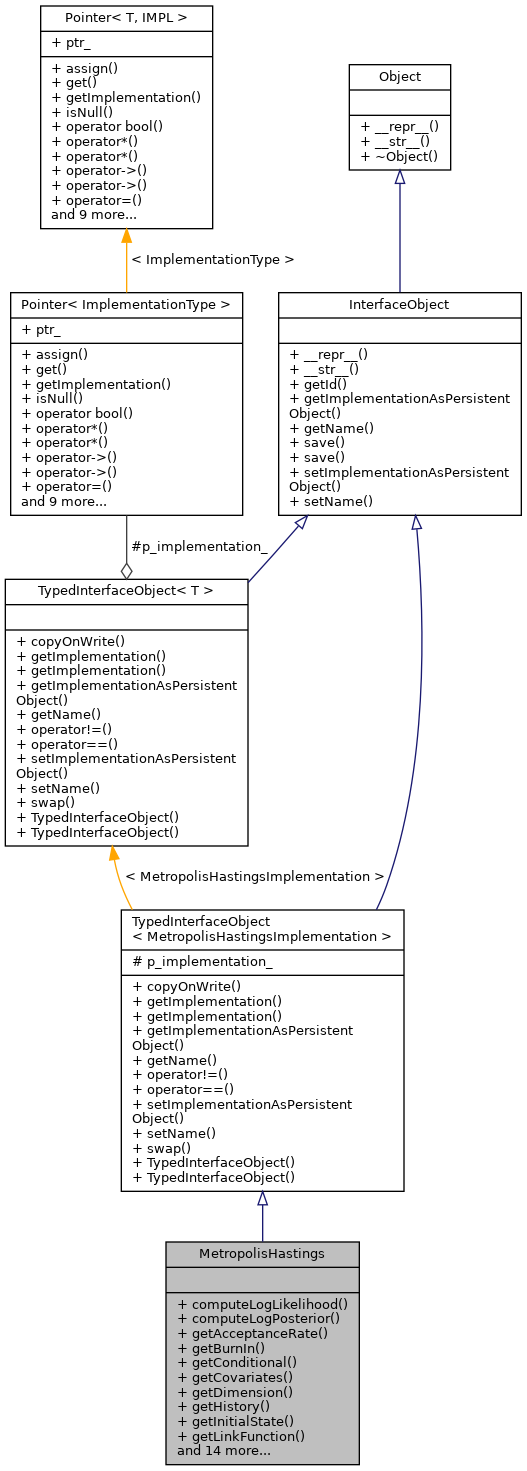 Pointer< T, IMPL >
+ ptr_
+ assign()
+ get()
+ getImplementation()
+ isNull()
+ operator bool()
+ operator*()
+ operator*()
+ operator->()
+ operator->()
+ operator=()
and 9 more...
Object
+ __repr__()
+ __str__()
+ ~Object()
< ImplementationType >
Pointer< ImplementationType >
+ ptr_
+ assign()
+ get()
+ getImplementation()
+ isNull()
+ operator bool()
+ operator*()
+ operator*()
+ operator->()
+ operator->()
+ operator=()
and 9 more...
InterfaceObject
+ __repr__()
+ __str__()
+ getId()
+ getImplementationAsPersistent
Object()
+ getName()
+ save()
+ save()
+ setImplementationAsPersistent
Object()
+ setName()
#p_implementation_
TypedInterfaceObject< T >
+ copyOnWrite()
+ getImplementation()
+ getImplementation()
+ getImplementationAsPersistent
Object()
+ getName()
+ operator!=()
+ operator==()
+ setImplementationAsPersistent
Object()
+ setName()
+ swap()
+ TypedInterfaceObject()
+ TypedInterfaceObject()
< MetropolisHastingsImplementation >
TypedInterfaceObject
< MetropolisHastingsImplementation >
# p_implementation_
+ copyOnWrite()
+ getImplementation()
+ getImplementation()
+ getImplementationAsPersistent
Object()
+ getName()
+ operator!=()
+ operator==()
+ setImplementationAsPersistent
Object()
+ setName()
+ swap()
+ TypedInterfaceObject()
+ TypedInterfaceObject()
MetropolisHastings
+ computeLogLikelihood()
+ computeLogPosterior()
+ getAcceptanceRate()
+ getBurnIn()
+ getConditional()
+ getCovariates()
+ getDimension()
+ getHistory()
+ getInitialState()
+ getLinkFunction()
and 14 more...